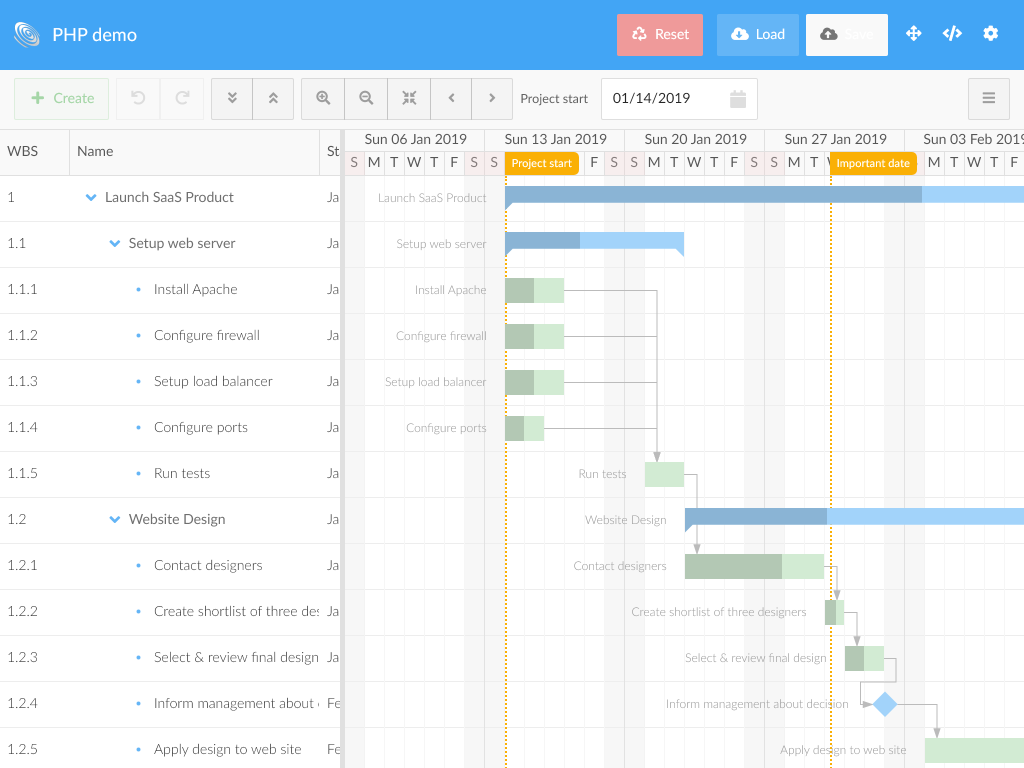 PHP demo
Reset Load Save
Create Project start 01/14/2019
WBS Name St
Sun 06 Jan 2019 Sun 13 Jan 2019 Sun 20 Jan 2019 Sun 27 Jan 2019 Sun 03 Feb 2019
S M T W T F S S Project start F S S M T W T F S S M T Important date M T W T F
1 Launch SaaS Product Ja Launch SaaS Product
1.1 Setup web server Ja Setup web server
1.1.1 Install Apache Ja Install Apache
1.1.2 Configure firewall Ja Configure firewall
1.1.3 Setup load balancer Ja Setup load balancer
1.1.4 Configure ports Ja Configure ports
1.1.5 Run tests Ja Run tests
1.2 Website Design Ja Website Design
1.2.1 Contact designers Ja Contact designers
1.2.2 Create shortlist of three des Ja Create shortlist of three designers
1.2.3 Select & review final design Ja Select & review final design
1.2.4 Inform management about Fe Inform management about decision
1.2.5 Apply design to web site Fe Apply design to web site